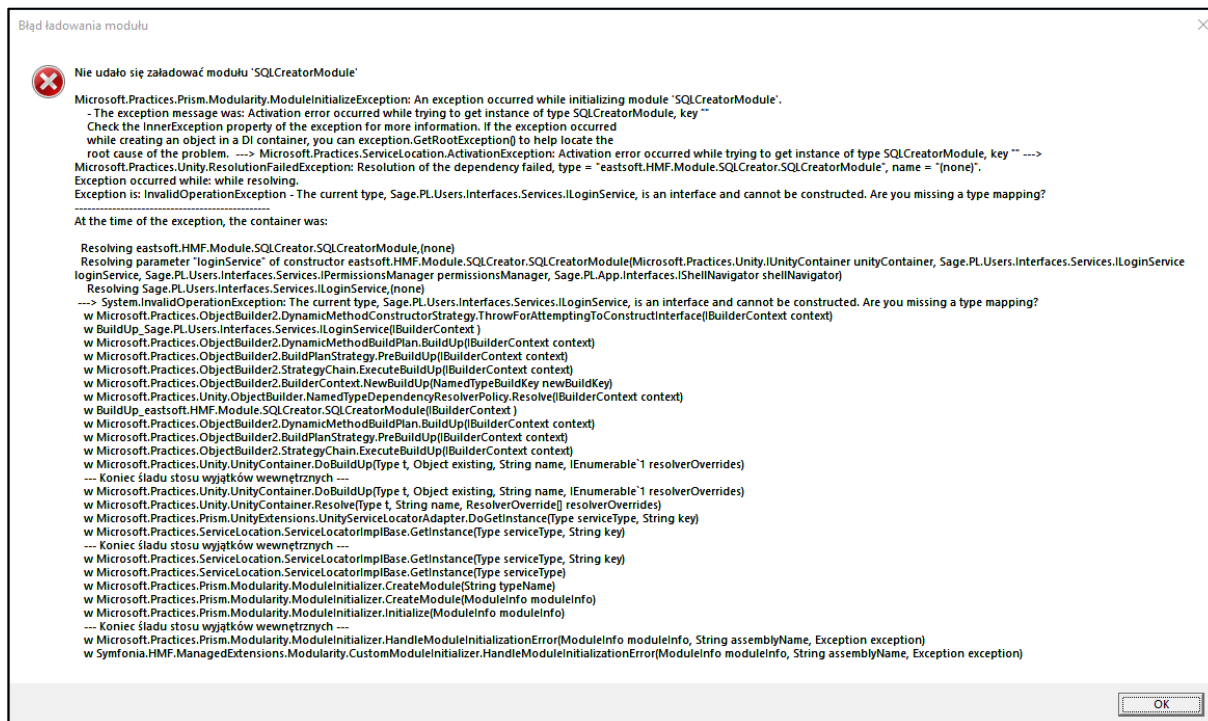 Błąd ładowania modułu
Nie udało się załadować modułu 'SQLCreatorModule'
Microsoft.Practices.Prism.Modularity.ModuleInitializeException: An exception occurred while initializing module 'SQLCreatorModule'.
- The exception message was: Activation error occurred while trying to get instance of type SQLCreatorModule, key ""
Check the InnerException property of the exception for more information. If the exception occurred
while creating an object in a DI container, you can exception.GetRootException() to help locate the
root cause of the problem. ---> Microsoft.Practices.ServiceLocation.ActivationException: Activation error occurred while trying to get instance of type SQLCreatorModule, key "" --->
Microsoft.Practices.Unity.ResolutionFailedException: Resolution of the dependency failed, type = "eastsoft.HMF.Module.SQLCreator.SQLCreatorModule", name = "(none)".
Exception occurred while: while resolving.
Exception is: InvalidOperationException - The current type, Sage.PL.Users.Interfaces.Services.ILoginService, is an interface and cannot be constructed. Are you missing a type mapping?
-----------------------------------------------
At the time of the exception, the container was:
Resolving eastsoft.HMF.Module.SQLCreator.SQLCreatorModule,(none)
Resolving parameter "loginService" of constructor eastsoft.HMF.Module.SQLCreator.SQLCreatorModule(Microsoft.Practices.Unity.IUnityContainer unityContainer, Sage.PL.Users.Interfaces.Services.ILoginService
loginService, Sage.PL.Users.Interfaces.Services.IPermissionsManager permissionsManager, Sage.PL.App.Interfaces.IShellNavigator shellNavigator)
Resolving Sage.PL.Users.Interfaces.Services.ILoginService,(none)
---> System.InvalidOperationException: The current type, Sage.PL.Users.Interfaces.Services.ILoginService, is an interface and cannot be constructed. Are you missing a type mapping?
w Microsoft.Practices.ObjectBuilder2.DynamicMethodConstructorStrategy.ThrowForAttemptingToConstructInterface(IBuilderContext context)
w BuildUp_Sage.PL.Users.Interfaces.Services.ILoginService(IBuilderContext )
w Microsoft.Practices.ObjectBuilder2.DynamicMethodBuildPlan.BuildUp(IBuilderContext context)
w Microsoft.Practices.ObjectBuilder2.BuildPlanStrategy.PreBuildUp(IBuilderContext context)
w Microsoft.Practices.ObjectBuilder2.StrategyChain.ExecuteBuildUp(IBuilderContext context)
w Microsoft.Practices.ObjectBuilder2.BuilderContext.NewBuildUp(NamedTypeBuildKey newBuildKey)
w Microsoft.Practices.Unity.ObjectBuilder.NamedTypeDependencyResolverPolicy.Resolve(IBuilderContext context)
w BuildUp_eastsoft.HMF.Module.SQLCreator.SQLCreatorModule(IBuilderContext )
w Microsoft.Practices.ObjectBuilder2.DynamicMethodBuildPlan.BuildUp(IBuilderContext context)
w Microsoft.Practices.ObjectBuilder2.BuildPlanStrategy.PreBuildUp(IBuilderContext context)
w Microsoft.Practices.ObjectBuilder2.StrategyChain.ExecuteBuildUp(IBuilderContext context)
w Microsoft.Practices.Unity.UnityContainer.DoBuildUp(Type t, Object existing, String name, IEnumerable`1 resolverOverrides)
--- Koniec śladu stosu wyjątków wewnętrznych ---
w Microsoft.Practices.Unity.UnityContainer.DoBuildUp(Type t, Object existing, String name, IEnumerable`1 resolverOverrides)
w Microsoft.Practices.Unity.UnityContainer.Resolve(Type t, String name, ResolverOverride[] resolverOverrides)
w Microsoft.Practices.Prism.UnityExtensions.UnityServiceLocatorAdapter.DoGetInstance(Type serviceType, String key)
w Microsoft.Practices.ServiceLocation.ServiceLocatorImplBase.GetInstance(Type serviceType, String key)
--- Koniec śladu stosu wyjątków wewnętrznych ---
w Microsoft.Practices.ServiceLocation.ServiceLocatorImplBase.GetInstance(Type serviceType, String key)
w Microsoft.Practices.ServiceLocation.ServiceLocatorImplBase.GetInstance(Type serviceType)
w Microsoft.Practices.Prism.Modularity.ModuleInitializer.CreateModule(String typeName)
w Microsoft.Practices.Prism.Modularity.ModuleInitializer.CreateModule(ModuleInfo moduleInfo)
w Microsoft.Practices.Prism.Modularity.ModuleInitializer.Initialize(ModuleInfo moduleInfo)
--- Koniec śladu stosu wyjątków wewnętrznych ---
w Microsoft.Practices.Prism.Modularity.ModuleInitializer.HandleModuleInitializationError(ModuleInfo moduleInfo, String assemblyName, Exception exception)
w Symfonia.HMF.ManagedExtensions.Modularity.CustomModuleInitializer.HandleModuleInitializationError(ModuleInfo moduleInfo, String assemblyName, Exception exception)
OK